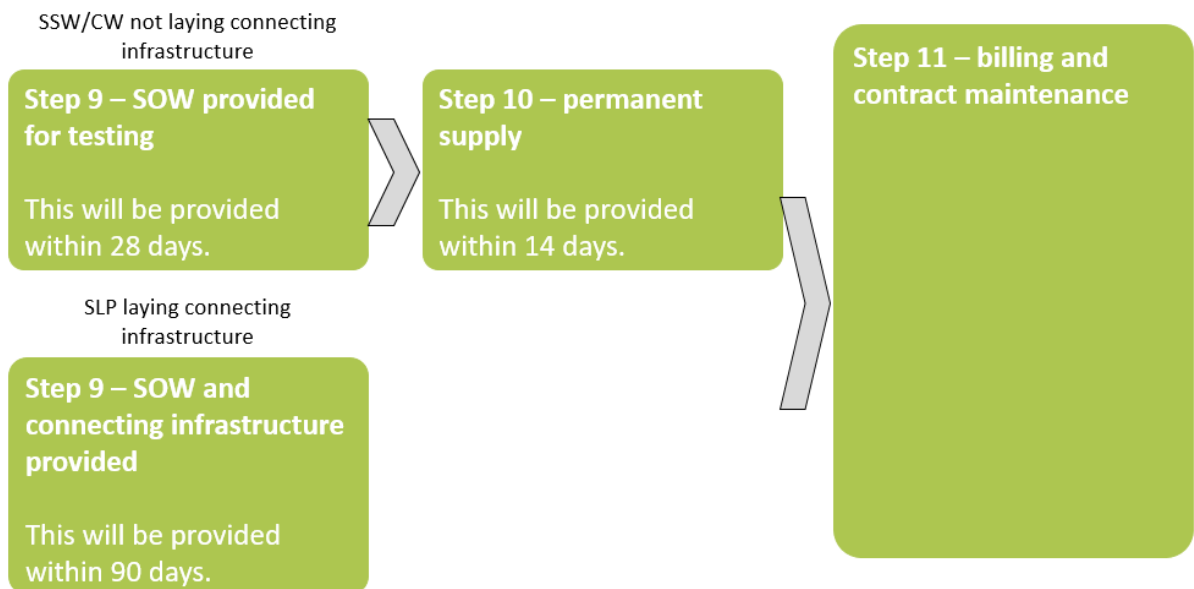 SSW/CW not laying connecting
infrastructure
Step 9 – SOW provided
for testing
This will be provided
within 28 days.
Step 10 – permanent
supply
This will be provided
within 14 days.
Step 11 – billing and
contract maintenance
SLP laying connecting
infrastructure
Step 9 – SOW and
connecting infrastructure
provided
This will be provided
within 90 days.